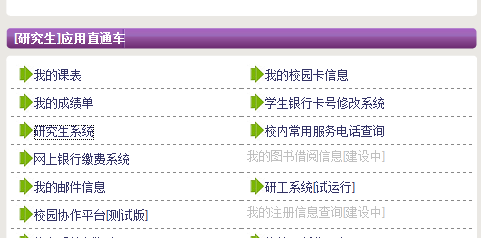 [研究生]应用直通车
我的课表 我的校园卡信息
我的成绩单 学生银行卡号修改系统
研究生系统 校内常用服务电话查询
网上银行缴费系统 我的图书借阅信息[建设中]
我的邮件信息 研工系统[试运行]
校园协作平台[测试版] 我的注册信息查询[建设中]